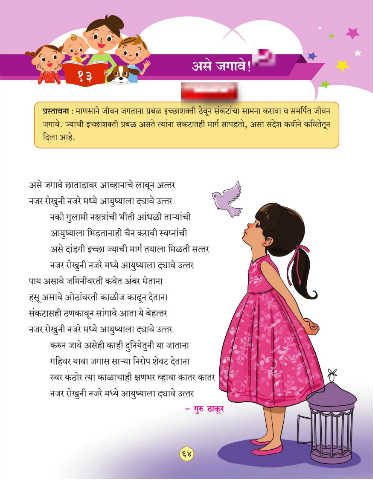 असे जगावे!
१३
प्रस्तावना : माणसाने जीवन जगताना प्रबळ इच्छाशक्ती ठेवून संकटांचा सामना करावा व समर्पित जीवन
जगावे. ज्यांची इच्छाशक्ती प्रबळ असते त्यांना संकटातही मार्ग सापडतो, असा संदेश कवीने कवितेतून
दिला आहे.
असे जगावे छाताडावर आव्हानाचे लावून अत्तर
नजर रोखुनी नजरे मध्ये आयुष्याला द्यावे उत्तर
नको गुलामी नक्षत्रांची भीती आंधळी ताऱ्यांची
आयुष्याला भिडतानाही चैन करावी स्वप्नांची
असे दांडगी इच्छा ज्याची मार्ग तयाला मिळती सत्तर
नजर रोखुनी नजरे मध्ये आयुष्याला द्यावे उत्तर
पाय असावे जमिनीवरती कवेत अंबर घेताना
हसू असावे ओठांवरती काळीज काढून देताना
संकटासही ठणकावून सांगावे आता ये बेहत्तर
नजर रोखुनी नजरे मध्ये आयुष्याला द्यावे उत्तर
करुन जावे असेही काही दुनियेतुनी या जाताना
गहिवर यावा जगास साऱ्या निरोप शेवट देताना
स्वर कठोर त्या काळाचाही क्षणभर व्हावा कातर कातर
नजर रोखुनी नजरे मध्ये आयुष्याला द्यावे उत्तर
– गुरु ठाकूर
६४